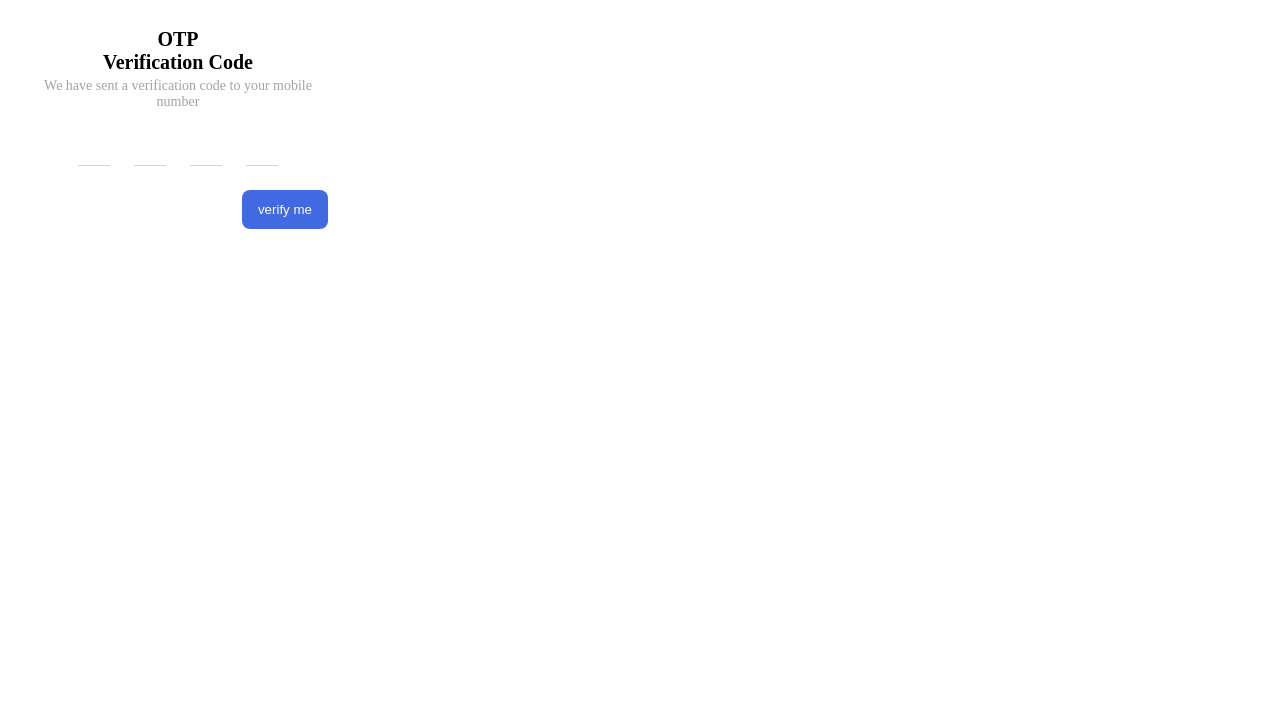 OTP
Verification Code
We have sent a verification code to your mobile
number
verify me